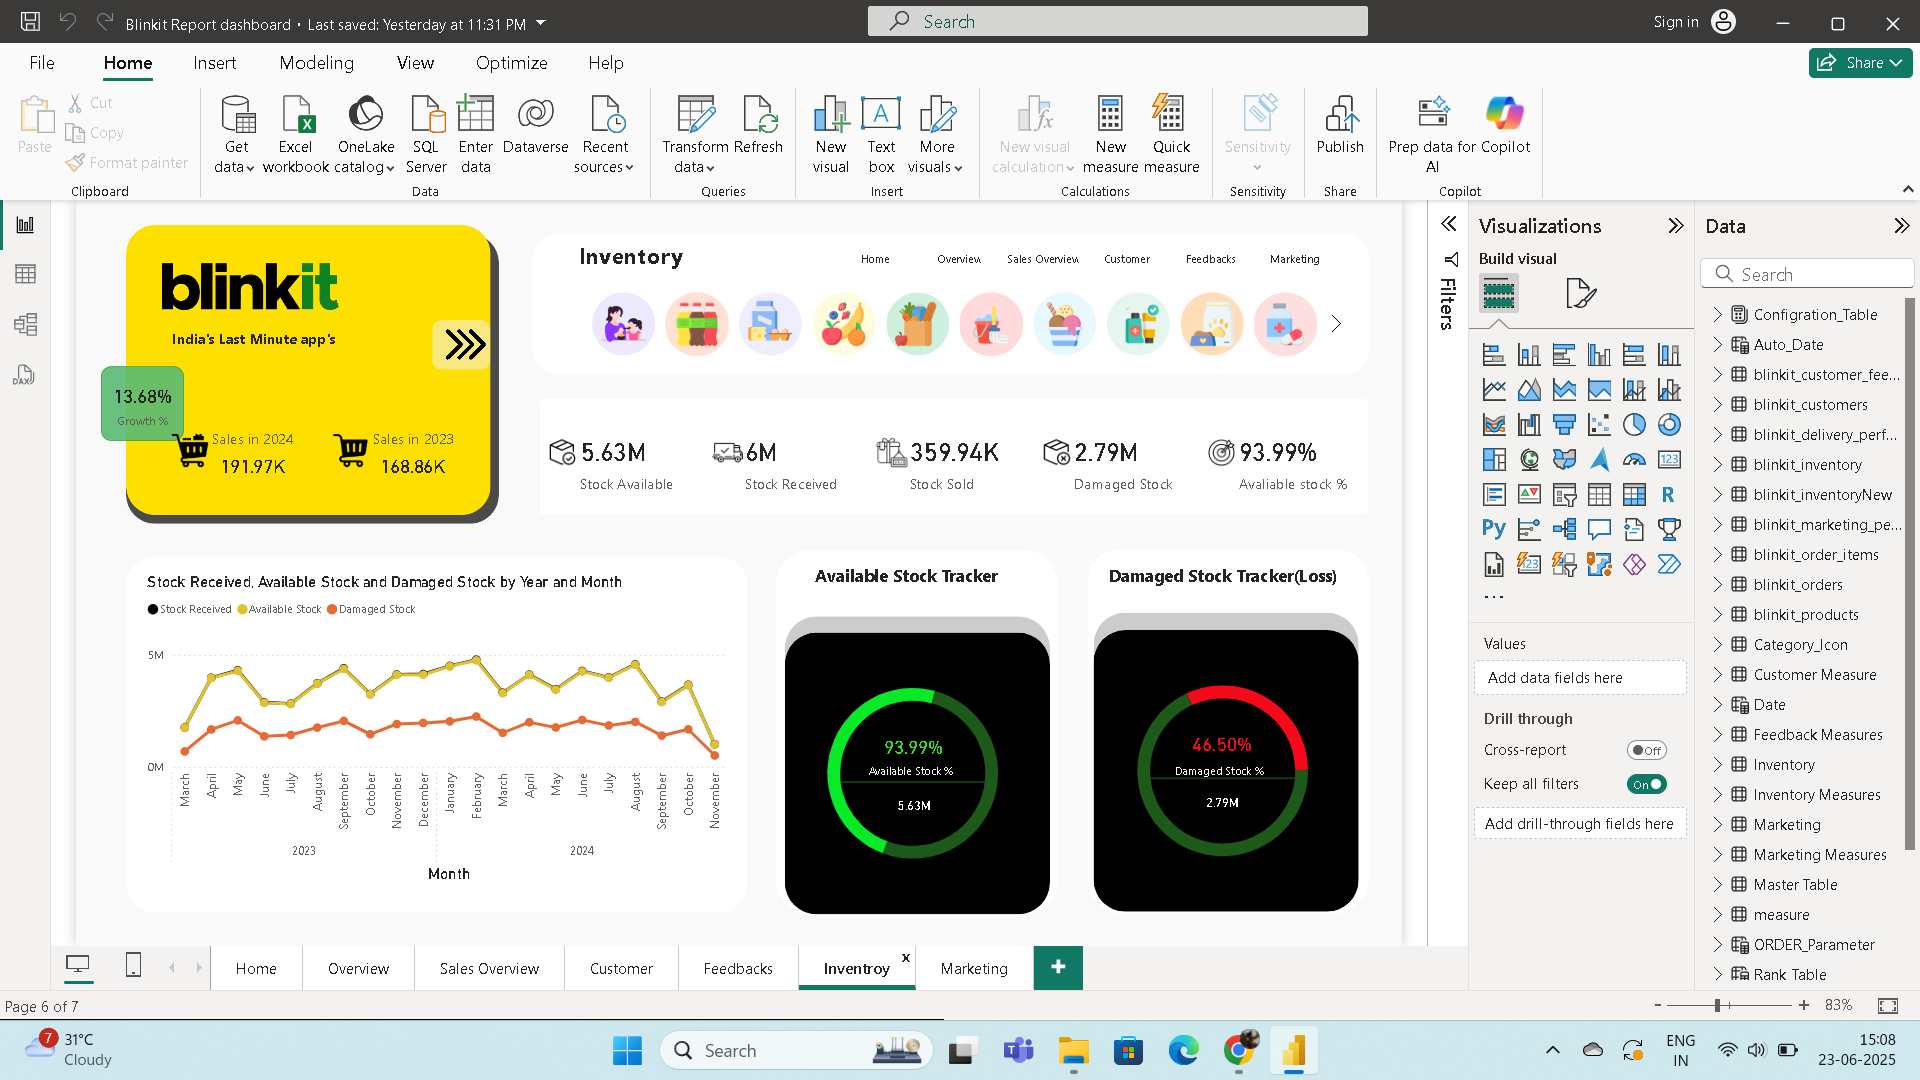 Blinkit Report dashboard • Last saved: Yesterday at 11:31 PM
Search
Sign in
File
Home
Insert
Modeling
View
Optimize
Help
Share
Paste
Cut
Copy
Format painter
Clipboard
Get data
Excel workbook
OneLake catalog
SQL Server
Enter data
Dataverse
Recent sources
Data
Transform data
Refresh
Queries
New visual
Text box
More visuals
Insert
New visual calculation
New measure
Quick measure
Calculations
Sensitivity
Sensitivity
Publish
Share
Prep data for AI
Copilot
Copilot
blinkit
India's Last Minute app's
13.68%
Growth %
Sales in 2024
191.97K
Sales in 2023
168.86K
Inventory
Home
Overview
Sales Overview
Customer
Feedbacks
Marketing
5.63M
Stock Available
6M
Stock Received
359.94K
Stock Sold
2.79M
Damaged Stock
93.99%
Avaliable stock %
Stock Received, Available Stock and Damaged Stock by Year and Month
Stock Received
Available Stock
Damaged Stock
5M
0M
March
April
May
June
July
August
September
October
November
December
January
February
March
April
May
June
July
August
September
October
November
2023
2024
Month
Available Stock Tracker
93.99%
Available Stock %
5.63M
Damaged Stock Tracker(Loss)
46.50%
Damaged Stock %
2.79M
Filters
Visualizations
Build visual
123
R
Py
123
...
Values
Add data fields here
Drill through
Cross-report
Off
Keep all filters
On
Add drill-through fields here
Data
Search
Configration_Table
Auto_Date
blinkit_customer_fee...
blinkit_customers
blinkit_delivery_perf...
blinkit_inventory
blinkit_inventoryNew
blinkit_marketing_pe...
blinkit_order_items
blinkit_orders
blinkit_products
Category_Icon
Customer Measure
Date
Feedback Measures
Inventory
Inventory Measures
Marketing
Marketing Measures
Master Table
measure
ORDER_Parameter
Rank Table
DAX
Home
Overview
Sales Overview
Customer
Feedbacks
Inventroy
x
Marketing
+
Page 6 of 7
- + 83%
7
31°C
Cloudy
Search
ENG
IN
15:08
23-06-2025